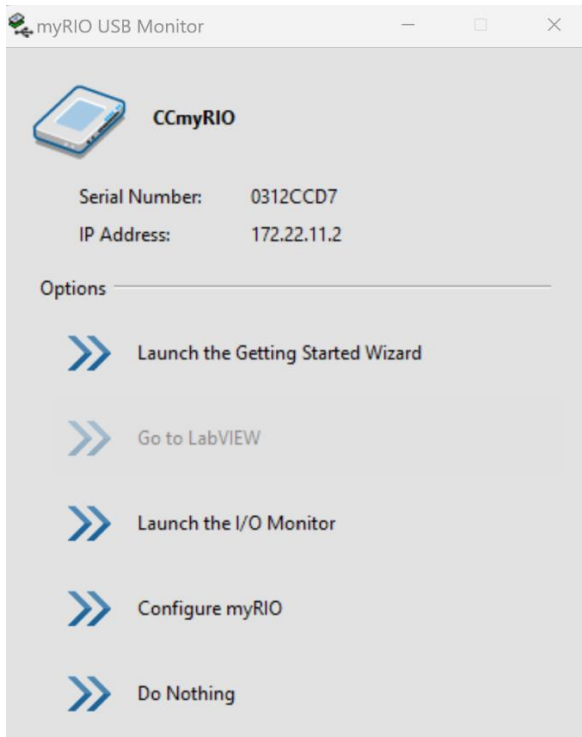 myRIO USB Monitor
CCmyRIO
Serial Number: 0312CCD7
IP Address: 172.22.11.2
Options
Launch the Getting Started Wizard
Go to LabVIEW
Launch the I/O Monitor
Configure myRIO
Do Nothing